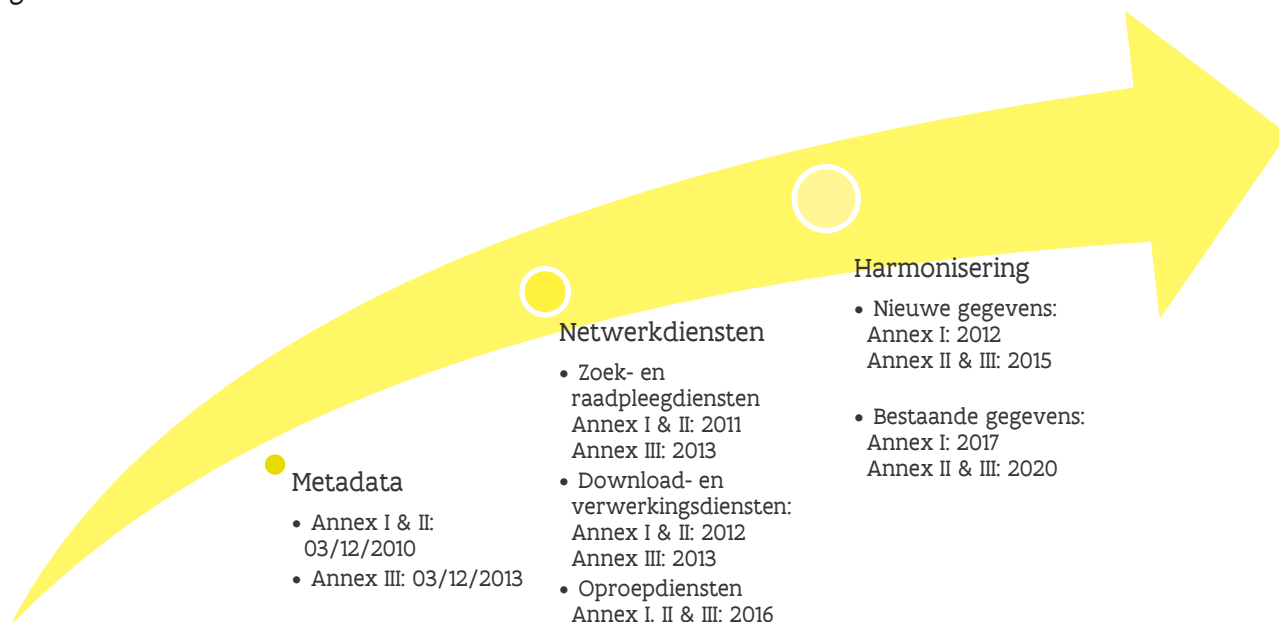 g
Metadata
• Annex I & II:
03/12/2010
• Annex III: 03/12/2013
Netwerkdiensten
• Zoek- en
raadpleegdiensten
Annex I & II: 2011
Annex III: 2013
• Download- en
verwerkingsdiensten:
Annex I & II: 2012
Annex III: 2013
• Oproepdiensten
Annex I, II & III: 2016
Harmonisering
• Nieuwe gegevens:
Annex I: 2012
Annex II & III: 2015
• Bestaande gegevens:
Annex I: 2017
Annex II & III: 2020